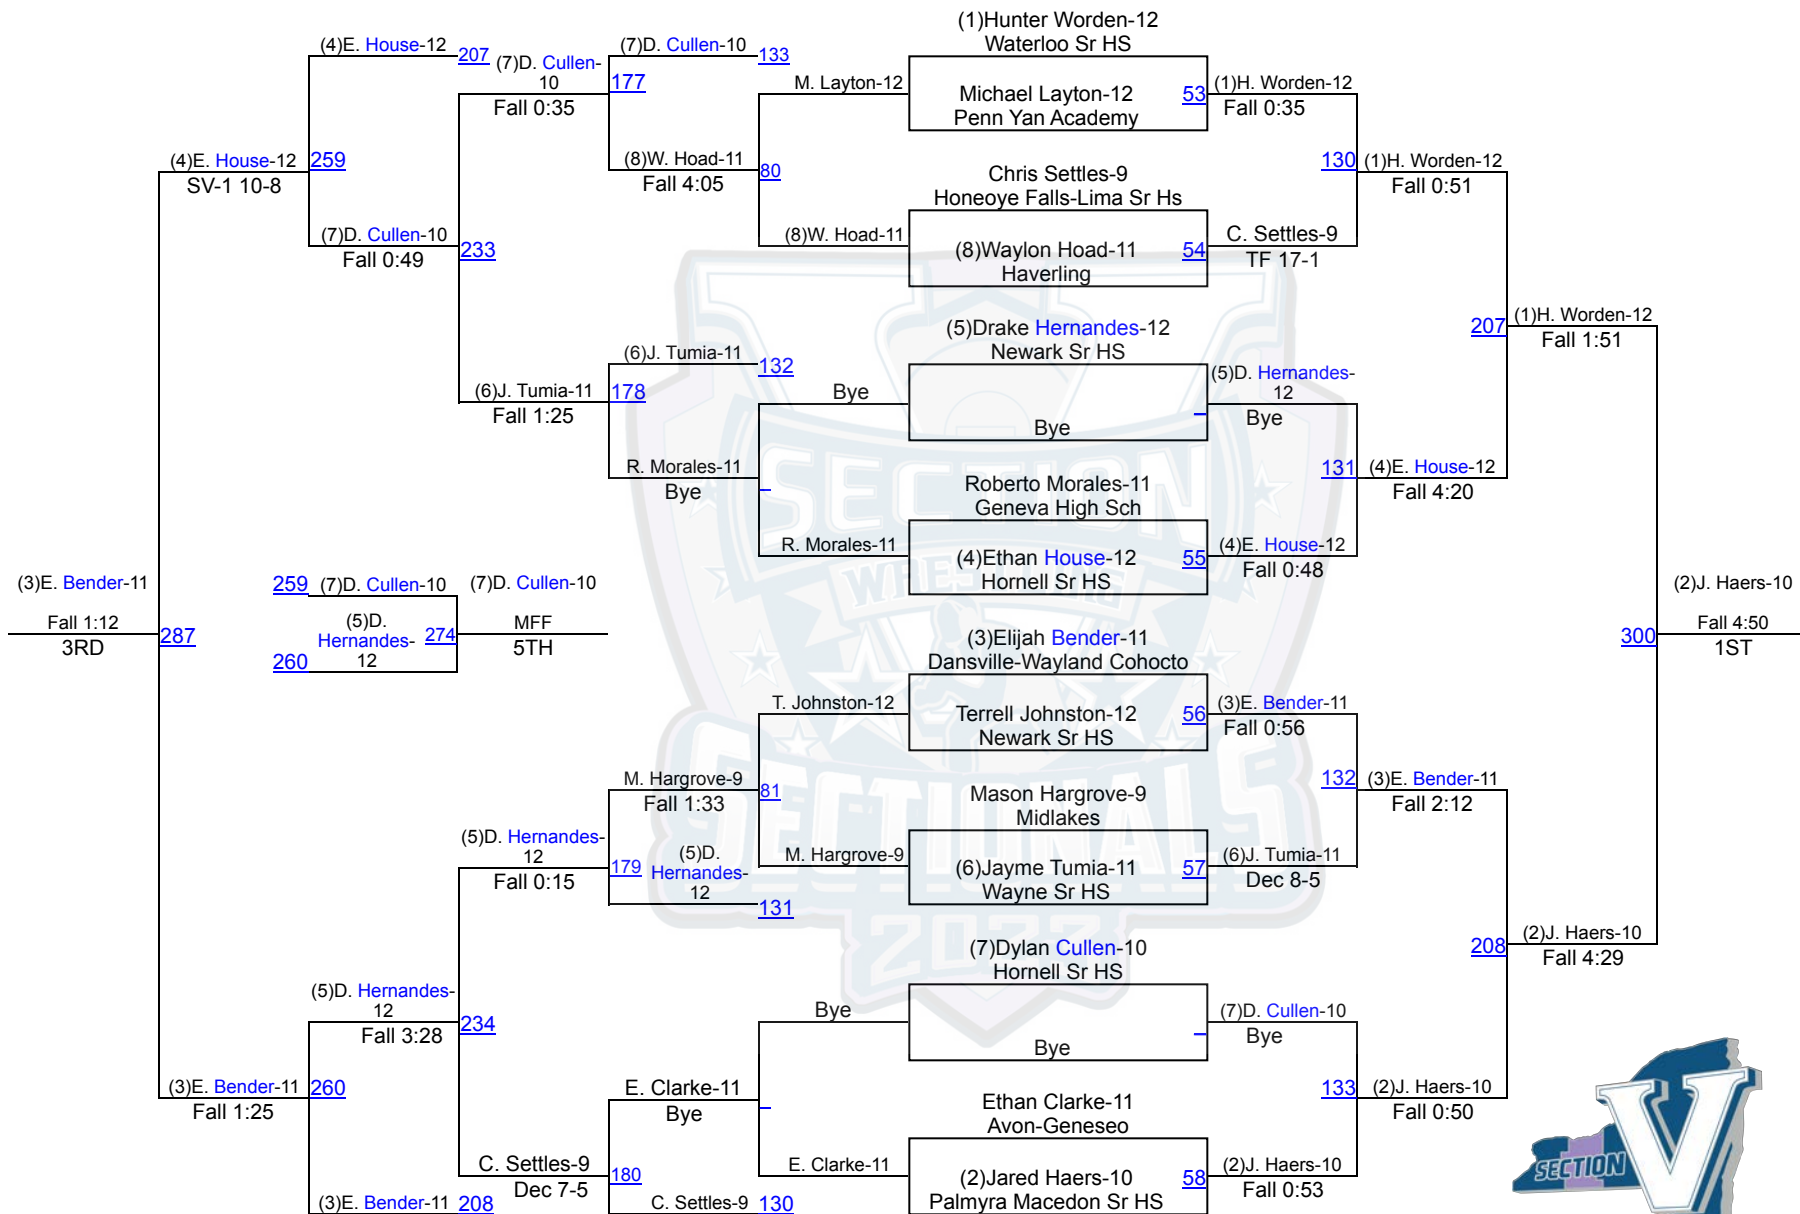 (1)Hunter Worden-12
Waterloo Sr HS
(4)E. House-12
207
(7)D. Cullen-
10
Fall 0:35
177
(7)D. Cullen-10
133
M. Layton-12
Michael Layton-12
Penn Yan Academy
53
(1)H. Worden-12
Fall 0:35
(4)E. House-12
SV-1 10-8
259
(8)W. Hoad-11
Fall 4:05
80
Chris Settles-9
Honeoye Falls-Lima Sr Hs
130
(1)H. Worden-12
Fall 0:51
(7)D. Cullen-10
Fall 0:49
233
(8)W. Hoad-11
(8)Waylon Hoad-11
Haverling
54
C. Settles-9
TF 17-1
(5)Drake Hernandes-12
Newark Sr HS
207
(1)H. Worden-12
Fall 1:51
(6)J. Tumia-11
132
(6)J. Tumia-11
Fall 1:25
178
Bye
Bye
(5)D. Hernandes-
12
Bye
R. Morales-11
Bye
Roberto Morales-11
Geneva High Sch
131
(4)E. House-12
Fall 4:20
R. Morales-11
(4)Ethan House-12
Hornell Sr HS
55
(4)E. House-12
Fall 0:48
(3)E. Bender-11
Fall 1:12
3RD
287
259
(7)D. Cullen-10
(5)D.
Hernandes-
12
260
274
(7)D. Cullen-10
MFF
5TH
(2)J. Haers-10
Fall 4:50
1ST
300
(3)Elijah Bender-11
Dansville-Wayland Cohocto
T. Johnston-12
Terrell Johnston-12
Newark Sr HS
56
(3)E. Bender-11
Fall 0:56
M. Hargrove-9
Fall 1:33
81
Mason Hargrove-9
Midlakes
132
(3)E. Bender-11
Fall 2:12
(5)D. Hernandes-
12
Fall 0:15
179
(5)D.
Hernandes-
12
131
M. Hargrove-9
(6)Jayme Tumia-11
Wayne Sr HS
57
(6)J. Tumia-11
Dec 8-5
(7)Dylan Cullen-10
Hornell Sr HS
208
(2)J. Haers-10
Fall 4:29
(5)D. Hernandes-
12
Fall 3:28
234
Bye
Bye
(7)D. Cullen-10
Bye
(3)E. Bender-11
Fall 1:25
260
E. Clarke-11
Bye
Ethan Clarke-11
Avon-Geneseo
133
(2)J. Haers-10
Fall 0:50
C. Settles-9
Dec 7-5
180
E. Clarke-11
(2)Jared Haers-10
Palmyra Macedon Sr HS
58
(2)J. Haers-10
Fall 0:53
(3)E. Bender-11
208
C. Settles-9
130
SECTION
WRESTLING
SECTIONALS
2023
SECTION V